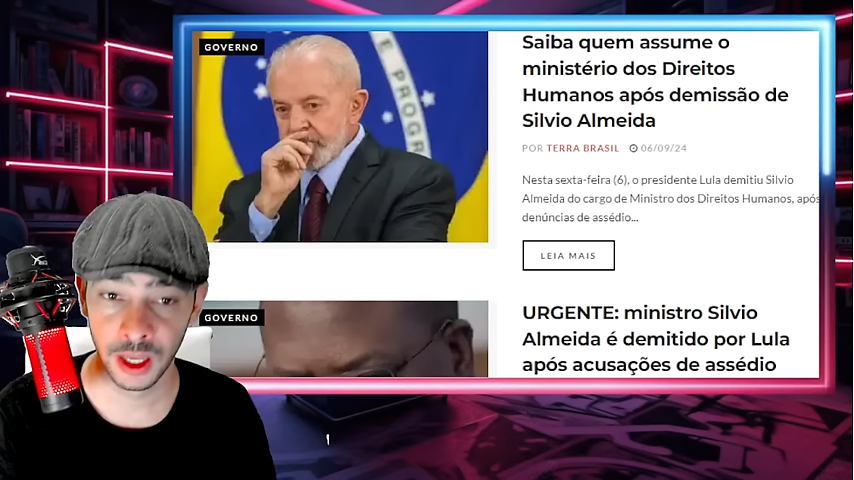 GOVERNO
E PROGR
Saiba quem assume o
ministério dos Direitos
Humanos após demissão de
Silvio Almeida
POR TERRA BRASIL 06/09/24
Nesta sexta-feira (6), o presidente Lula demitiu Silvio
Almeida do cargo de Ministro dos Direitos Humanos, após
denúncias de assédio...
LEIA MAIS
GOVERNO
URGENTE: ministro Silvio
Almeida é demitido por Lula
após acusações de assédio